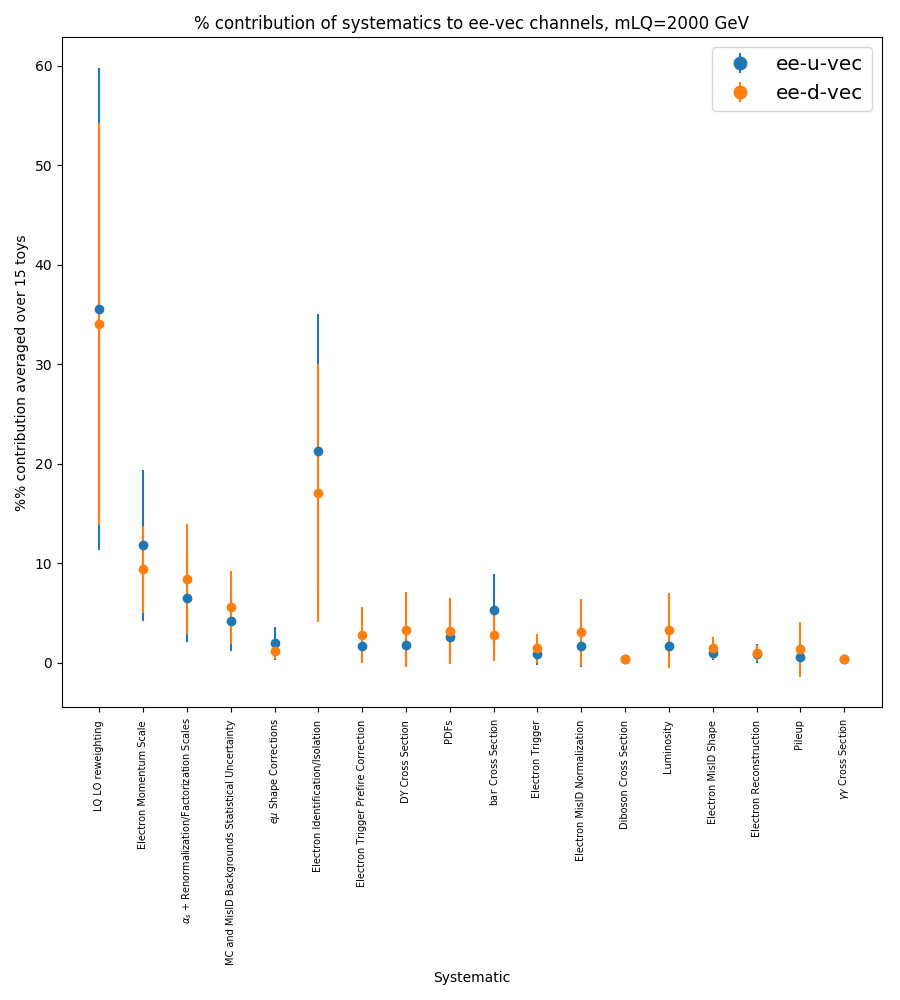 % contribution of systematics to ee-vec channels, mLQ=2000 GeV
ee-u-vec
ee-d-vec
%% contribution averaged over 15 toys
60
50
40
30
20
10
0
LQ LO reweighting
Electron Momentum Scale
αs + Renormalization/Factorization Scales
MC and MisID Backgrounds Statistical Uncertainty
eμ Shape Corrections
Electron Identification/Isolation
Electron Trigger Prefire Correction
DY Cross Section
PDFs
bar Cross Section
Electron Trigger
Electron MisID Normalization
Diboson Cross Section
Luminosity
Electron MisID Shape
Electron Reconstruction
Pileup
γγ Cross Section
Systematic